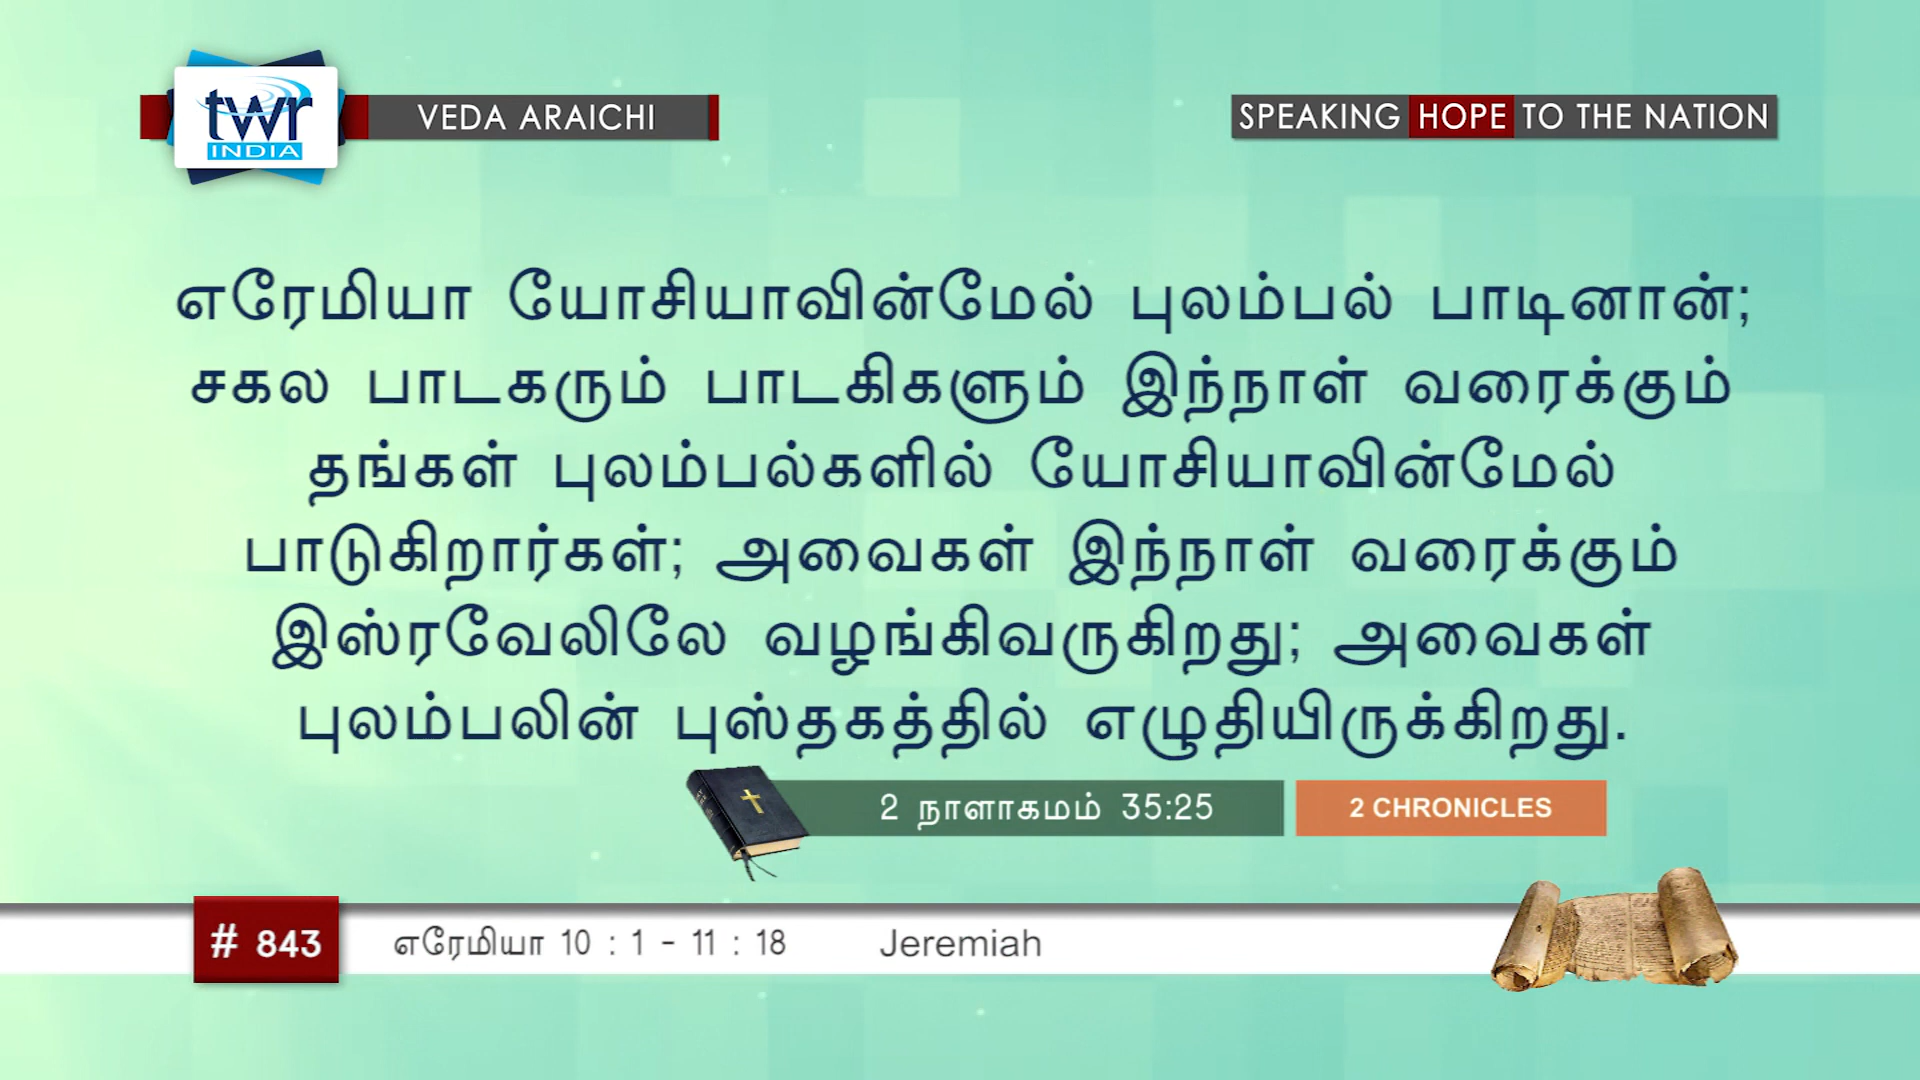 twr
INDIA
VEDA ARAICHI
SPEAKING HOPE TO THE NATION
எரேமியா யோசியாவின்மேல் புலம்பல் பாடினான்;
சகல பாடகரும் பாடகிகளும் இந்நாள் வரைக்கும்
தங்கள் புலம்பல்களில் யோசியாவின்மேல்
பாடுகிறார்கள்; அவைகள் இந்நாள் வரைக்கும்
இஸ்ரவேலிலே வழங்கிவருகிறது; அவைகள்
புலம்பலின் புஸ்தகத்தில் எழுதியிருக்கிறது.
2 நாளாகமம் 35:25
2 CHRONICLES
# 843
எரேமியா 10 : 1 - 11 : 18
Jeremiah